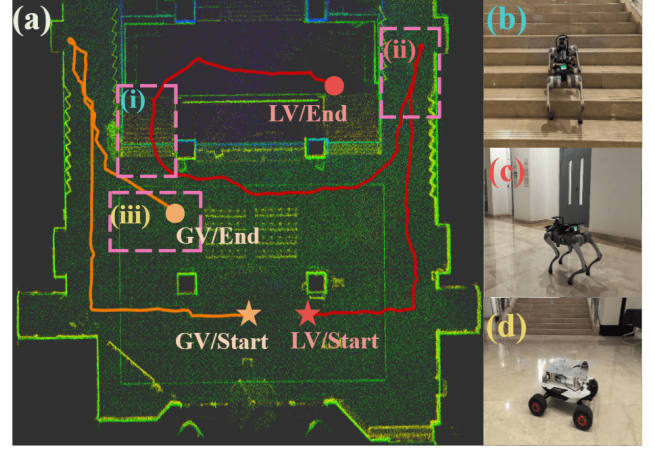 (a)
(i)
(ii)
LV/End
(iii)
GV/End
GV/Start
LV/Start
(b)
(c)
(d)